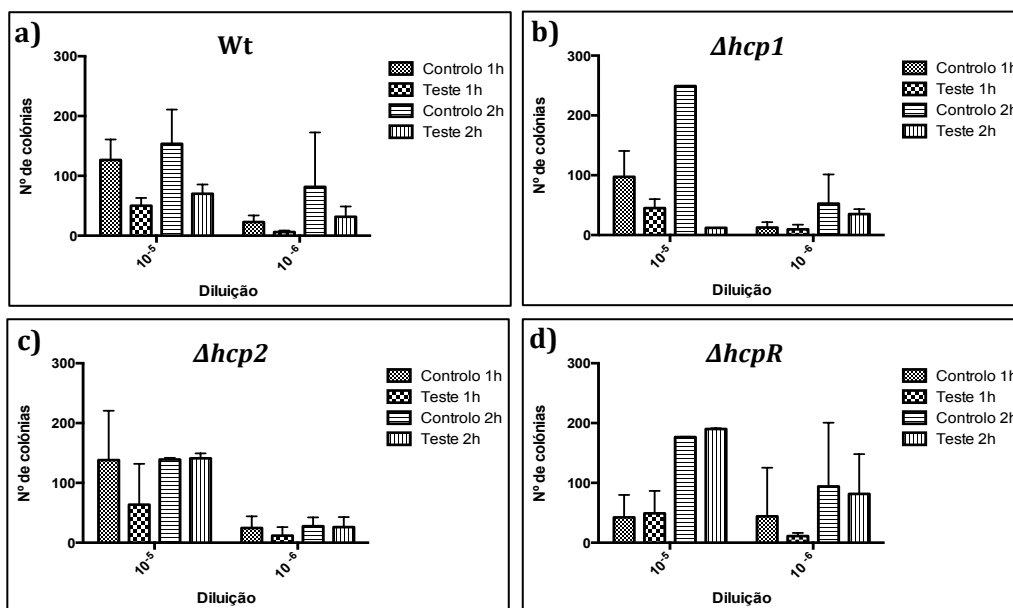 a)
Wt
300
200
100
0
Nº de colónias
10⁻⁵
10⁻⁶
Diluição
Controlo 1h
Teste 1h
Controlo 2h
Teste 2h
b)
Δhcp1
300
200
100
0
Nº de colónias
10⁻⁵
10⁻⁶
Diluição
Controlo 1h
Teste 1h
Controlo 2h
Teste 2h
c)
Δhcp2
300
200
100
0
Nº de colónias
10⁻⁵
10⁻⁶
Diluição
Controlo 1h
Teste 1h
Controlo 2h
Teste 2h
d)
ΔhcpR
300
200
100
0
Nº de colónias
10⁻⁵
10⁻⁶
Diluição
Controlo 1h
Teste 1h
Controlo 2h
Teste 2h